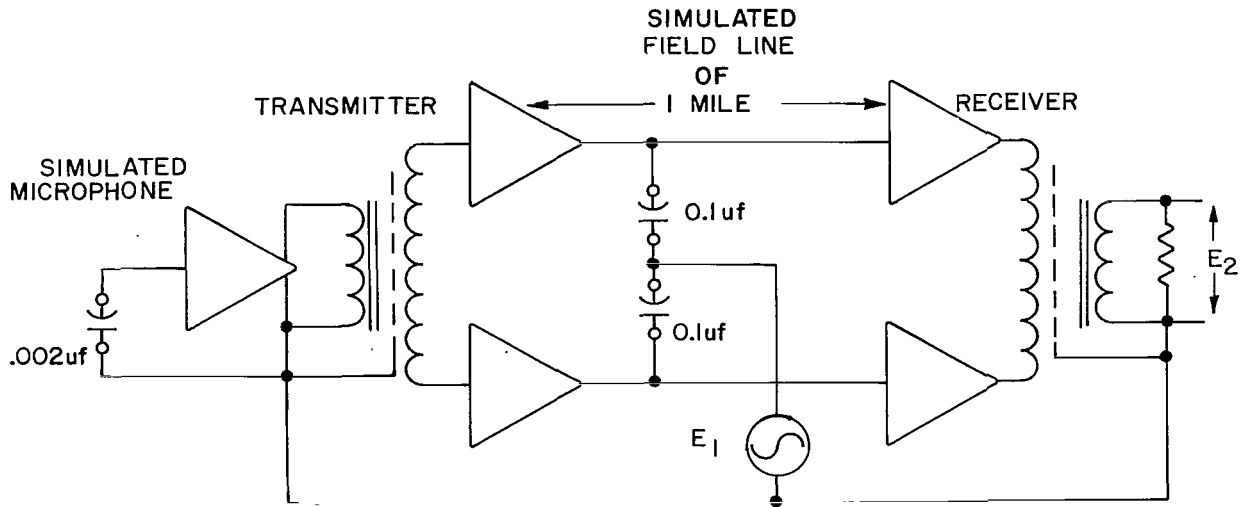 SIMULATED
FIELD LINE
OF
1 MILE
TRANSMITTER
RECEIVER
SIMULATED
MICROPHONE
0.1uf
0.1uf
.002uf
E1
E2